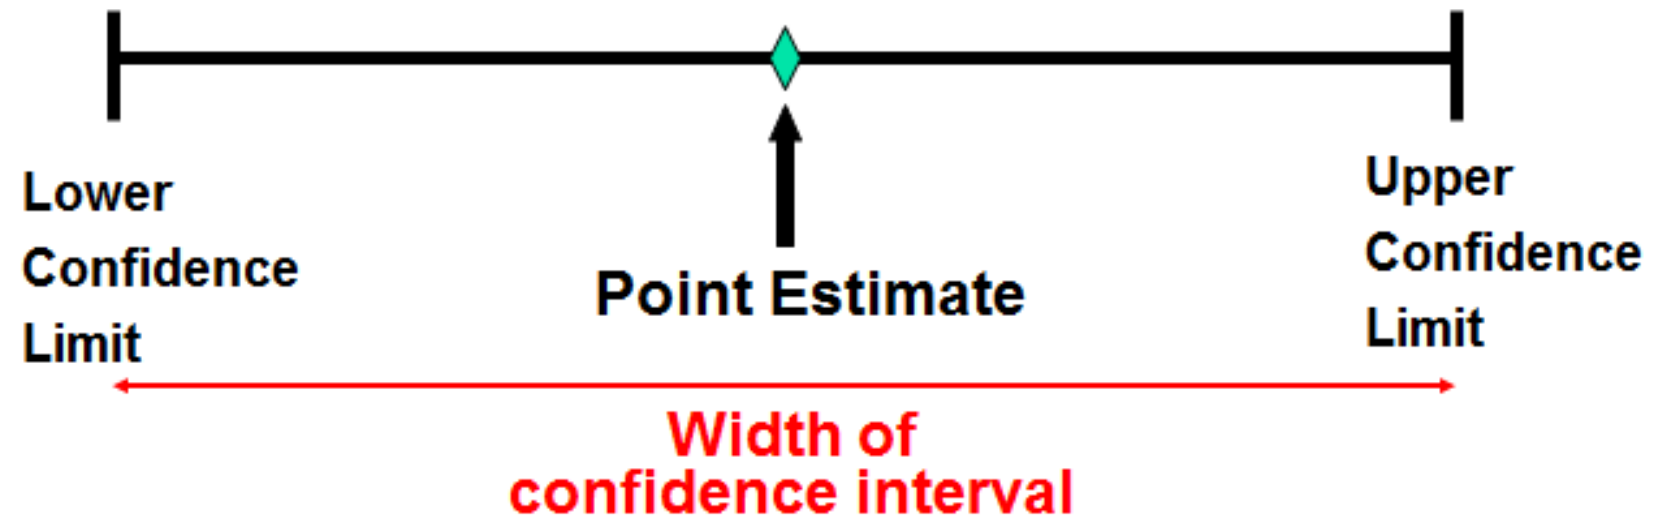 Lower
Confidence
Limit
Point Estimate
Upper
Confidence
Limit
Width of
confidence interval